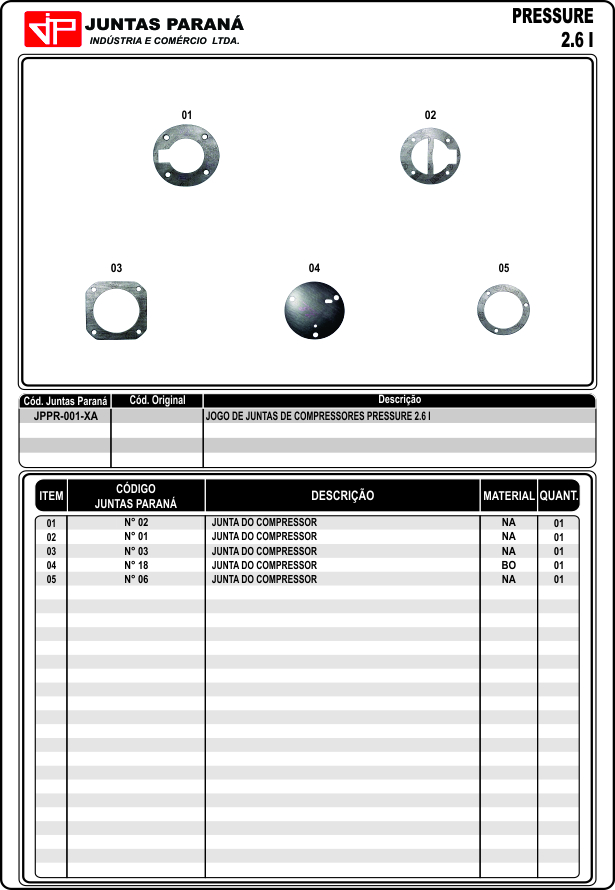 JP JUNTAS PARANÁ
INDÚSTRIA E COMÉRCIO LTDA.
PRESSURE
2.6 I
01
02
03
04
05
Cód. Juntas Paraná Cód. Original Descrição
JPPR-001-XA JOGO DE JUNTAS DE COMPRESSORES PRESSURE 2.6 I
ITEM CÓDIGO JUNTAS PARANÁ DESCRIÇÃO MATERIAL QUANT.
01 N° 02 JUNTA DO COMPRESSOR NA 01
02 N° 01 JUNTA DO COMPRESSOR NA 01
03 N° 03 JUNTA DO COMPRESSOR NA 01
04 N° 18 JUNTA DO COMPRESSOR BO 01
05 N° 06 JUNTA DO COMPRESSOR NA 01